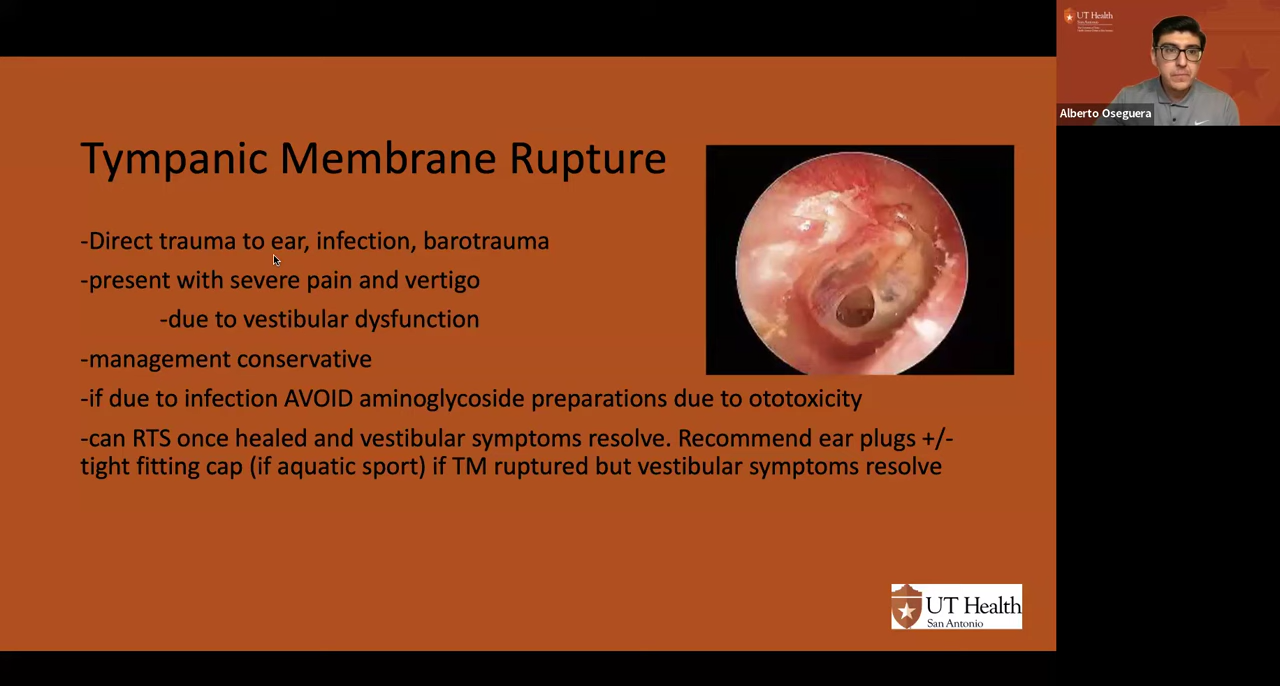 Tympanic Membrane Rupture
-Direct trauma to ear, infection, barotrauma
-present with severe pain and vertigo
-due to vestibular dysfunction
-management conservative
-if due to infection AVOID aminoglycoside preparations due to ototoxicity
-can RTS once healed and vestibular symptoms resolve. Recommend ear plugs +/-
tight fitting cap (if aquatic sport) if TM ruptured but vestibular symptoms resolve
UT Health
San Antonio
UT Health
Alberto Oseguera